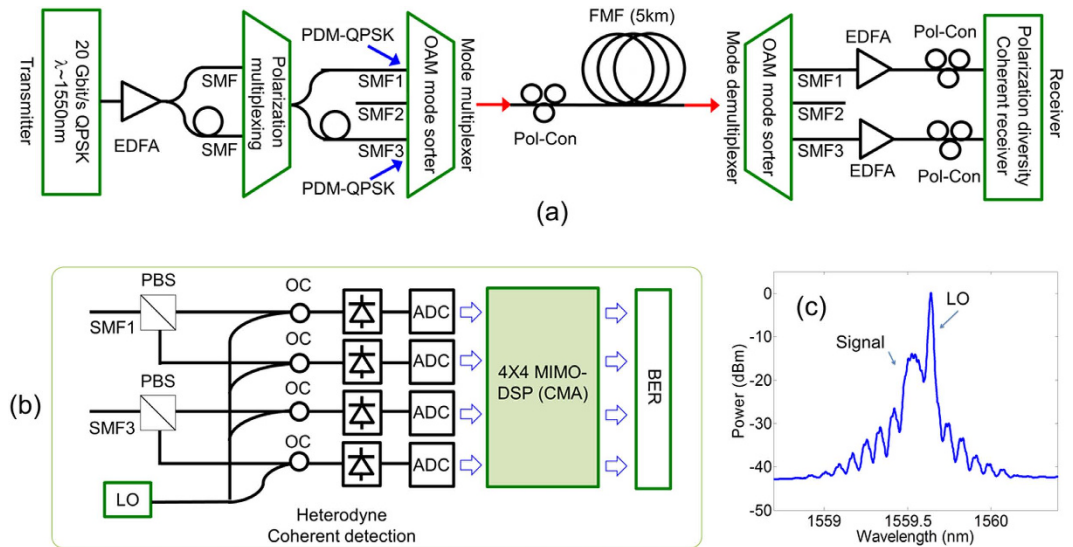 Transmitter
20 Gbit/s QPSK
λ~1550nm
EDFA
SMF
SMF
Polarization
multiplexing
PDM-QPSK
SMF1
SMF2
SMF3
PDM-QPSK
OAM mode sorter
Mode multiplexer
Pol-Con
FMF (5km)
Mode demultiplexer
OAM mode sorter
SMF1
SMF2
SMF3
EDFA
EDFA
Pol-Con
Pol-Con
Polarization diversity
Coherent receiver
Receiver
(a)
(b)
PBS
SMF1
PBS
SMF3
LO
OC
OC
OC
OC
ADC
ADC
ADC
ADC
4X4 MIMO-
DSP (CMA)
BER
Heterodyne
Coherent detection
(c)
LO
Signal
Power (dBm)
0
-10
-20
-30
-40
-50
1559
1559.5
1560
Wavelength (nm)